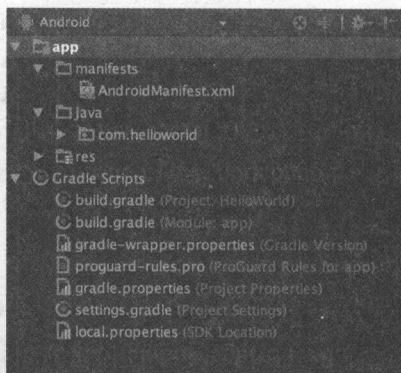 Android
app
manifests
AndroidManifest.xml
java
com.helloworld
res
Gradle Scripts
build.gradle (Project: HelloWorld)
build.gradle (Module: app)
gradle-wrapper.properties (Gradle Version)
proguard-rules.pro (ProGuard Rules for app)
gradle.properties (Project Properties)
settings.gradle (Project Settings)
local.properties (SDK Location)